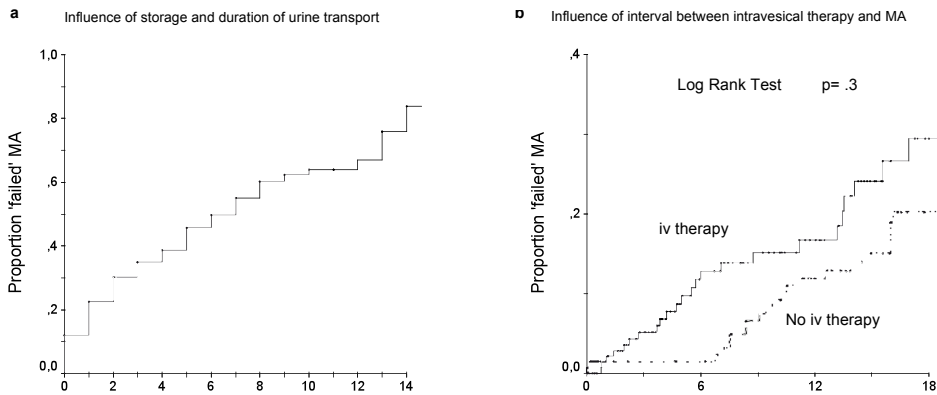 a Influence of storage and duration of urine transport
1,0
,8
,6
,4
,2
0,0
Proportion 'failed' MA
0 2 4 6 8 10 12 14
b Influence of interval between intravesical therapy and MA
,4
,2
0,0
Proportion 'failed' MA
Log Rank Test p= .3
iv therapy
No iv therapy
0 6 12 18